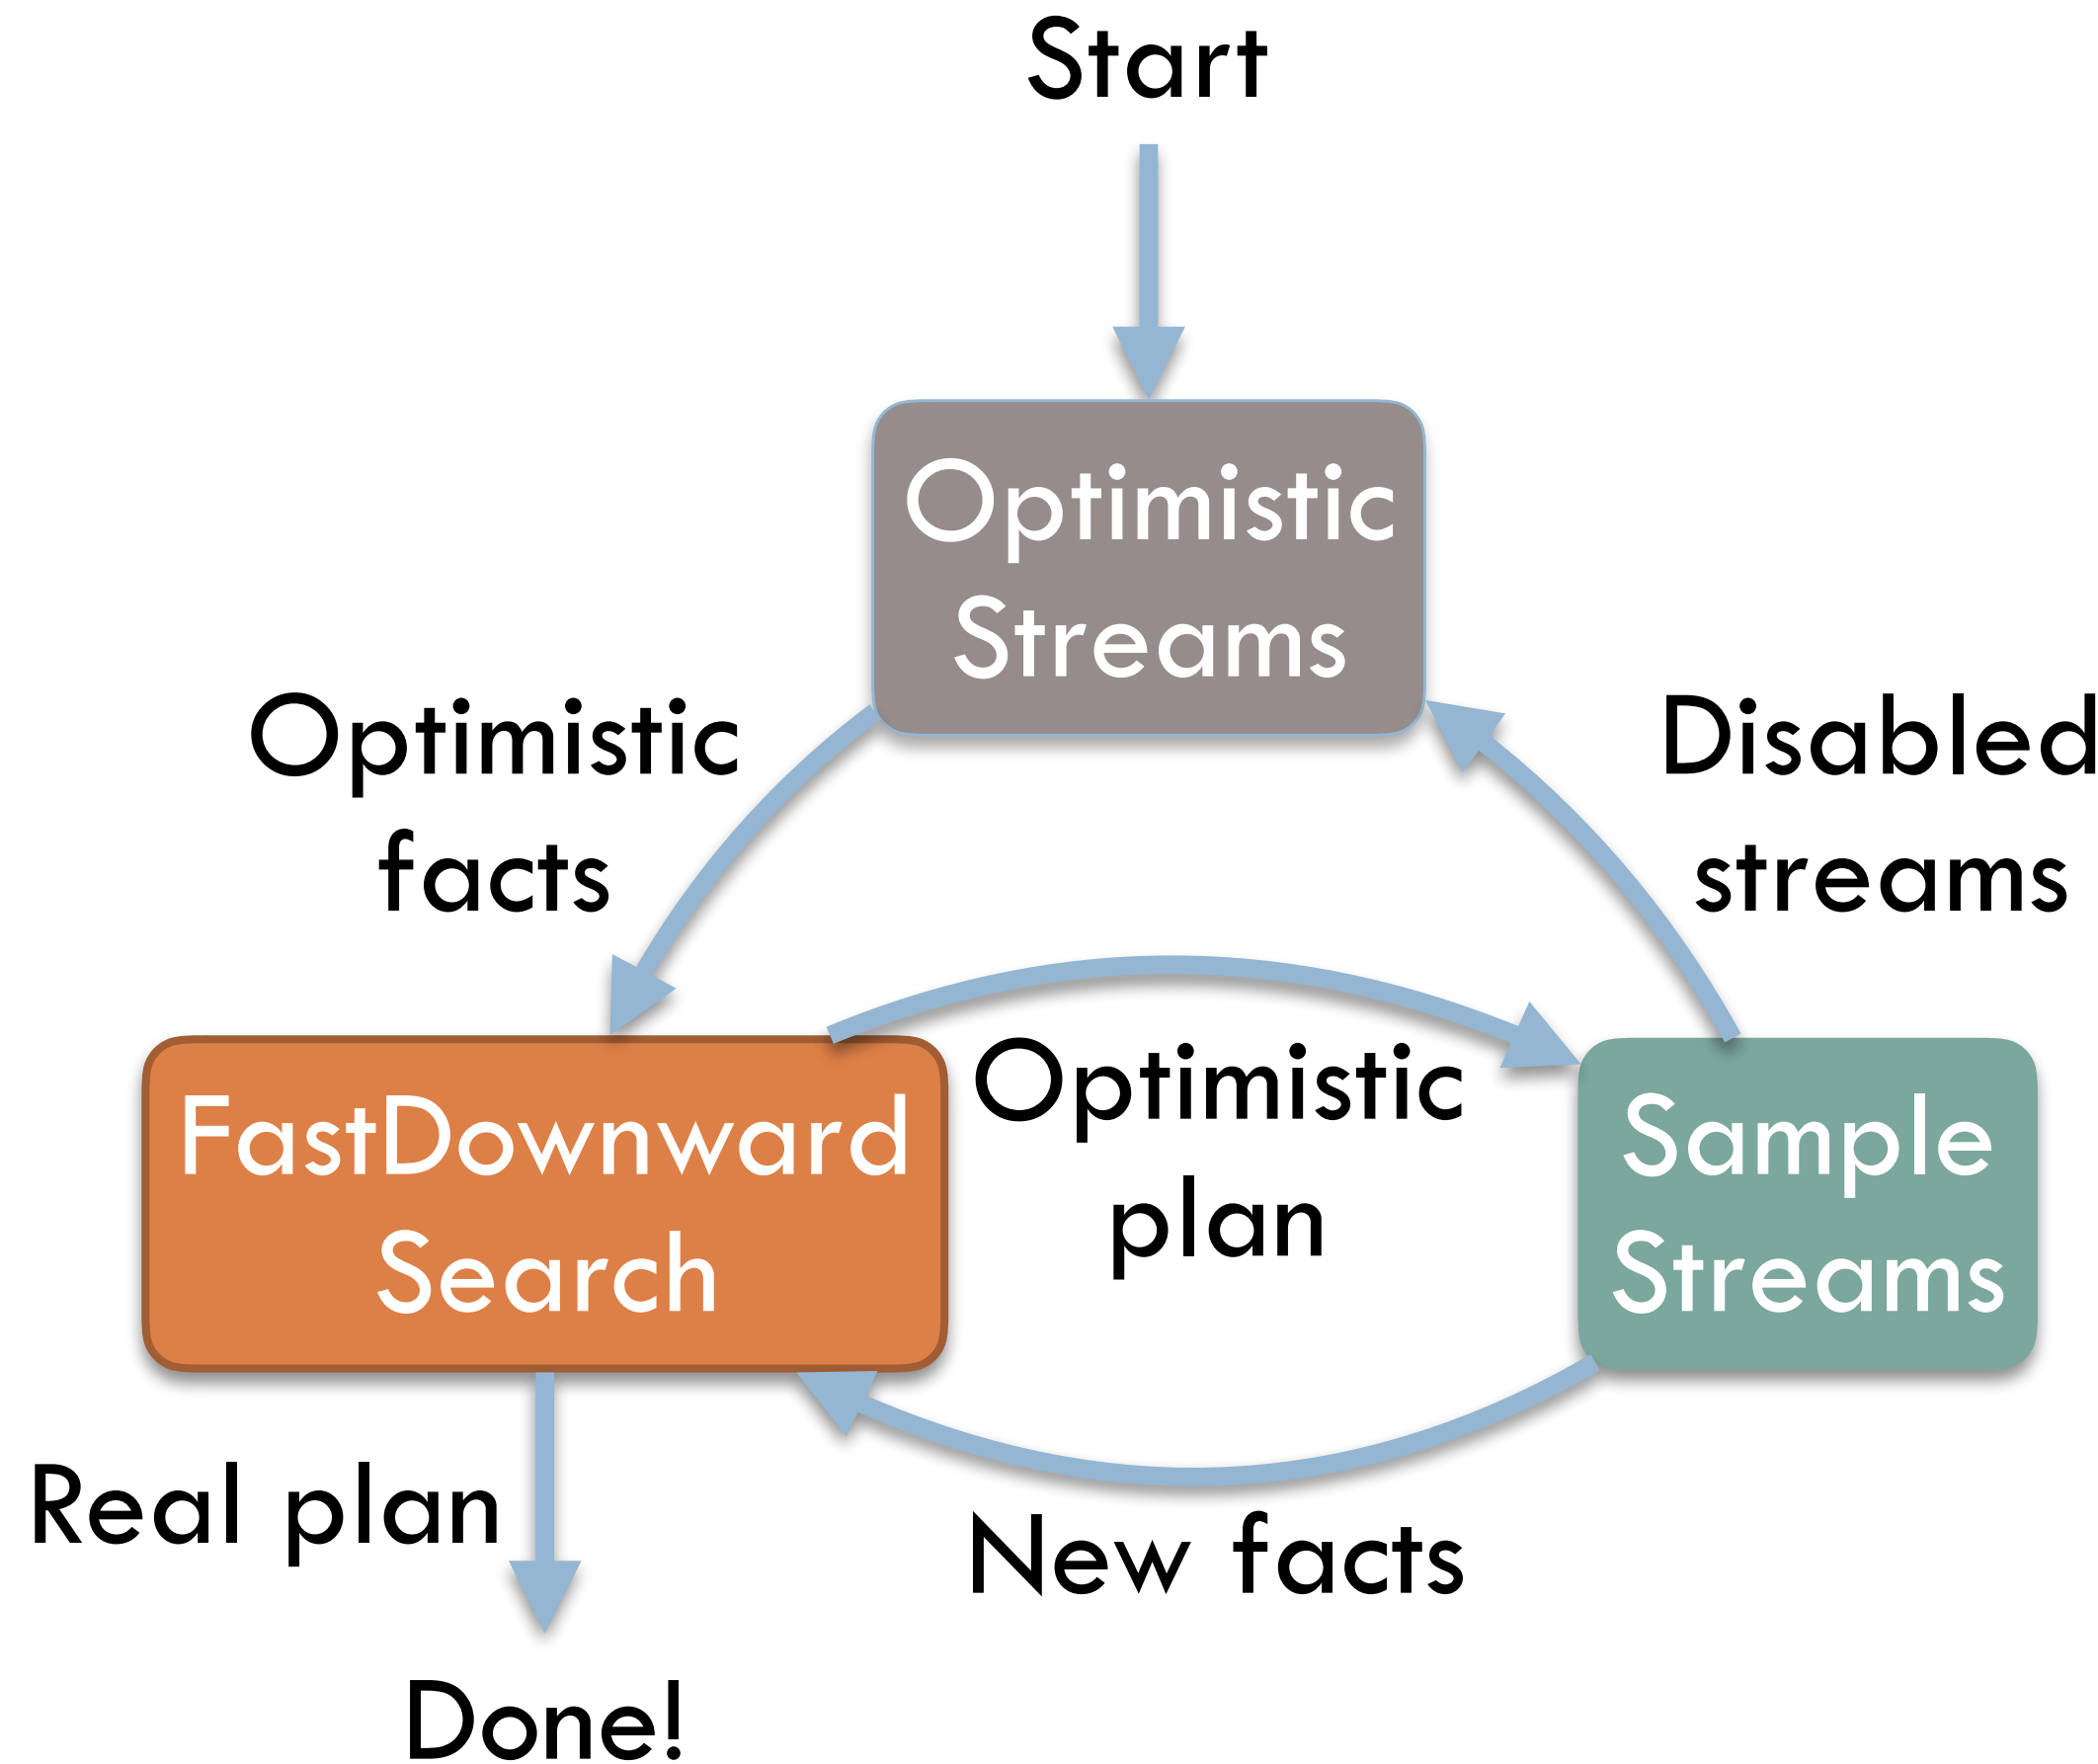 Start
Optimistic
Streams
Optimistic
facts
Disabled
streams
FastDownward
Search
Optimistic
plan
Sample
Streams
Real plan
New facts
Done!